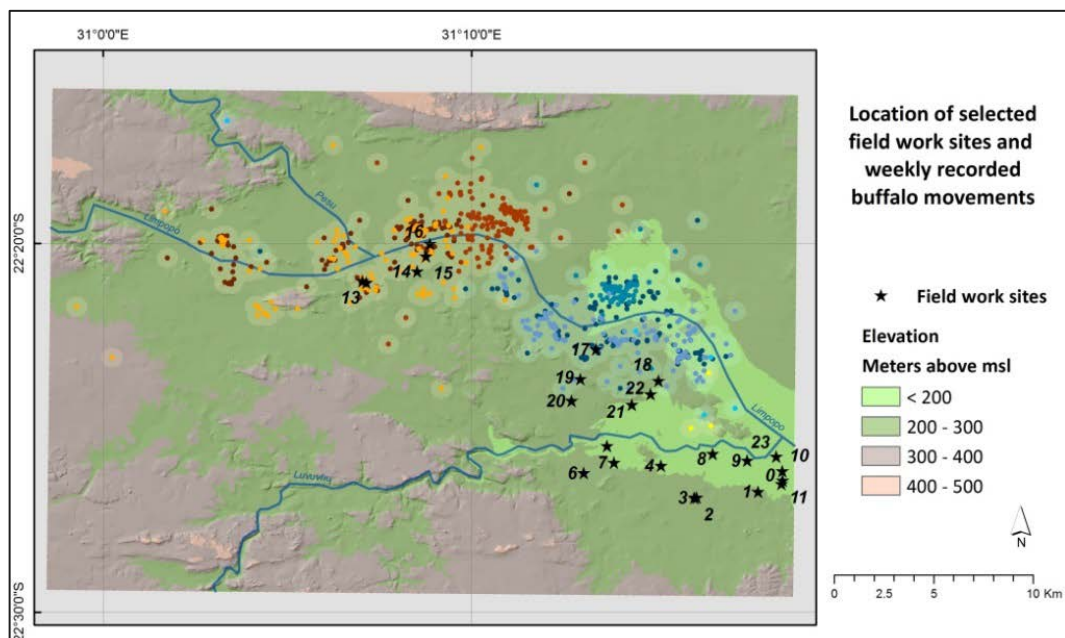 31°0'0"E
31°10'0"E
Location of selected
field work sites and
weekly recorded
buffalo movements
Pesu
Limpopo
22°20'0"S
16
14
15
13
Field work sites
Elevation
Meters above msl
< 200
200 - 300
300 - 400
400 - 500
17
18
19
22
20
21
Limpopo
23
10
8
9
7
4
6
0
Luvuvhu
1
11
3
2
N
0
2.5
5
10 Km
22°30'0"S